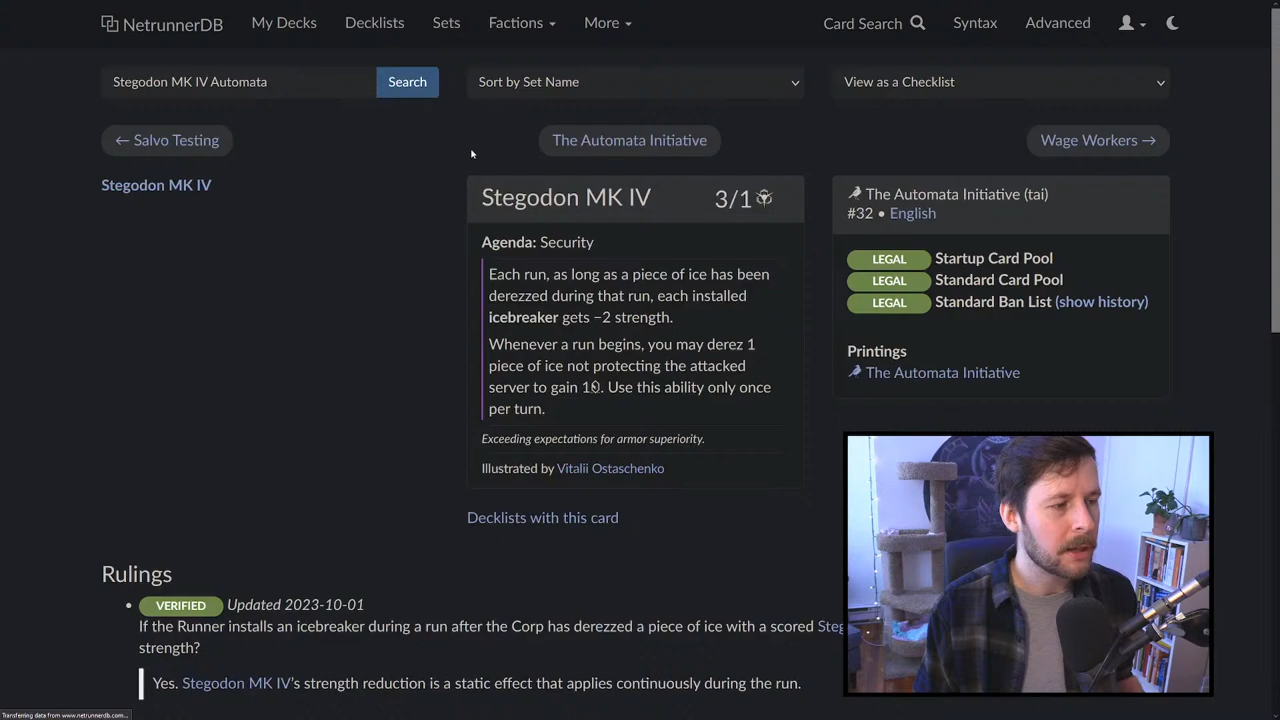 NetrunnerDB
My Decks
Decklists
Sets
Factions
More
Card Search
Syntax
Advanced
Stegodon MK IV Automata
Search
Sort by Set Name
View as a Checklist
← Salvo Testing
The Automata Initiative
Wage Workers →
Stegodon MK IV
Stegodon MK IV
3/1
Agenda: Security
Each run, as long as a piece of ice has been
derezzed during that run, each installed
icebreaker gets −2 strength.
Whenever a run begins, you may derez 1
piece of ice not protecting the attacked
server to gain 1. Use this ability only once
per turn.
Exceeding expectations for armor superiority.
Illustrated by Vitalii Ostaschenko
Decklists with this card
The Automata Initiative (tai)
#32 • English
LEGAL Startup Card Pool
LEGAL Standard Card Pool
LEGAL Standard Ban List (show history)
Printings
The Automata Initiative
Rulings
• VERIFIED Updated 2023-10-01
If the Runner installs an icebreaker during a run after the Corp has derezzed a piece of ice with a scored Steg
strength?
Yes. Stegodon MK IV's strength reduction is a static effect that applies continuously during the run.
Transferring data from www.netrunnerdb.com...